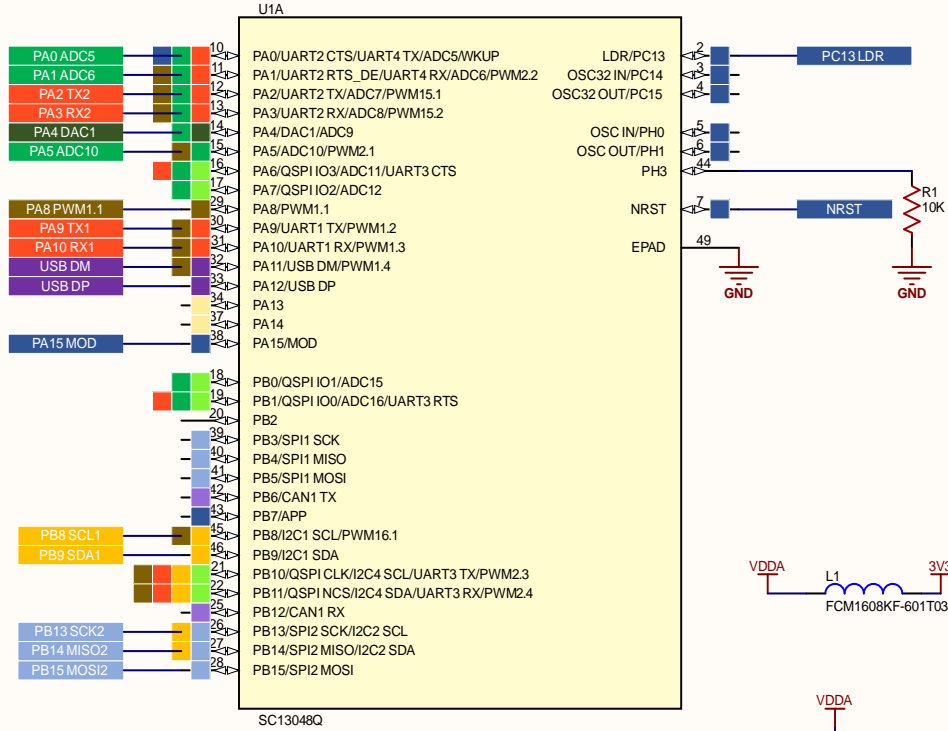 U1A
PA0 ADC5 10 PA0/UART2 CTS/UART4 TX/ADC5/WKUP LDR/PC13 2 PC13 LDR
PA1 ADC6 11 PA1/UART2 RTS_DE/UART4 RX/ADC6/PWM2.2 OSC32 IN/PC14 3
PA2 TX2 12 PA2/UART2 TX/ADC7/PWM15.1 OSC32 OUT/PC15 4
PA3 RX2 13 PA3/UART2 RX/ADC8/PWM15.2
PA4 DAC1 14 PA4/DAC1/ADC9 OSC IN/PH0 5
PA5 ADC10 15 PA5/ADC10/PWM2.1 OSC OUT/PH1 6
16 PA6/QSPI IO3/ADC11/UART3 CTS PH3 44
17 PA7/QSPI IO2/ADC12
R1
10K
PA8 PWM1.1 29 PA8/PWM1.1 NRST 7 NRST
PA9 TX1 30 PA9/UART1 TX/PWM1.2
PA10 RX1 31 PA10/UART1 RX/PWM1.3 EPAD 49
USB DM 32 PA11/USB DM/PWM1.4
USB DP 33 PA12/USB DP
GND GND
34 PA13
37 PA14
PA15 MOD 38 PA15/MOD
18 PB0/QSPI IO1/ADC15
19 PB1/QSPI IO0/ADC16/UART3 RTS
20 PB2
39 PB3/SPI1 SCK
40 PB4/SPI1 MISO
41 PB5/SPI1 MOSI
42 PB6/CAN1 TX
43 PB7/APP
PB8 SCL1 45 PB8/I2C1 SCL/PWM16.1
PB9 SDA1 46 PB9/I2C1 SDA
21 PB10/QSPI CLK/I2C4 SCL/UART3 TX/PWM2.3
22 PB11/QSPI NCS/I2C4 SDA/UART3 RX/PWM2.4
25 PB12/CAN1 RX
PB13 SCK2 26 PB13/SPI2 SCK/I2C2 SCL
PB14 MISO2 27 PB14/SPI2 MISO/I2C2 SDA
PB15 MOSI2 28 PB15/SPI2 MOSI
VDDA 3V3
L1
FCM1608KF-601T03
VDDA
SC13048Q